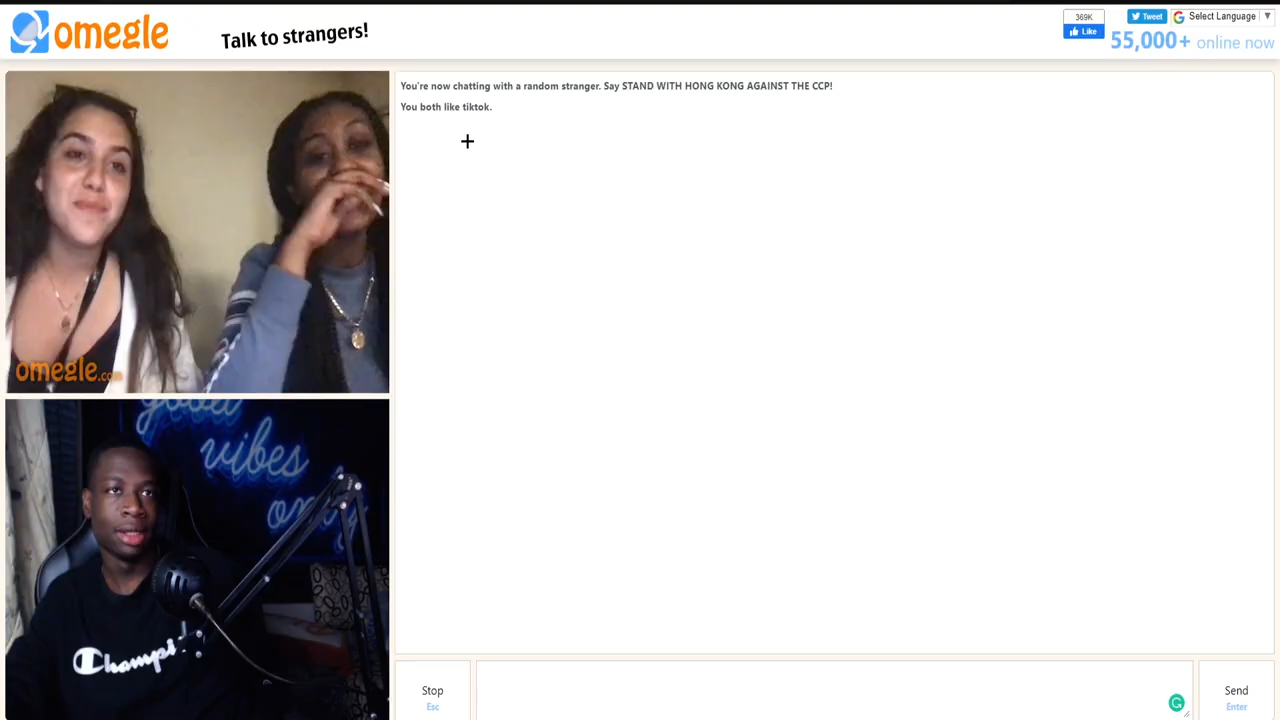 omegle
Talk to strangers!
369K
Like
Tweet
Select Language
55,000+ online now
You're now chatting with a random stranger. Say STAND WITH HONG KONG AGAINST THE CCP!
You both like tiktok.
omegle.com
good
vibes
only
Champi
Stop
Esc
Send
Enter